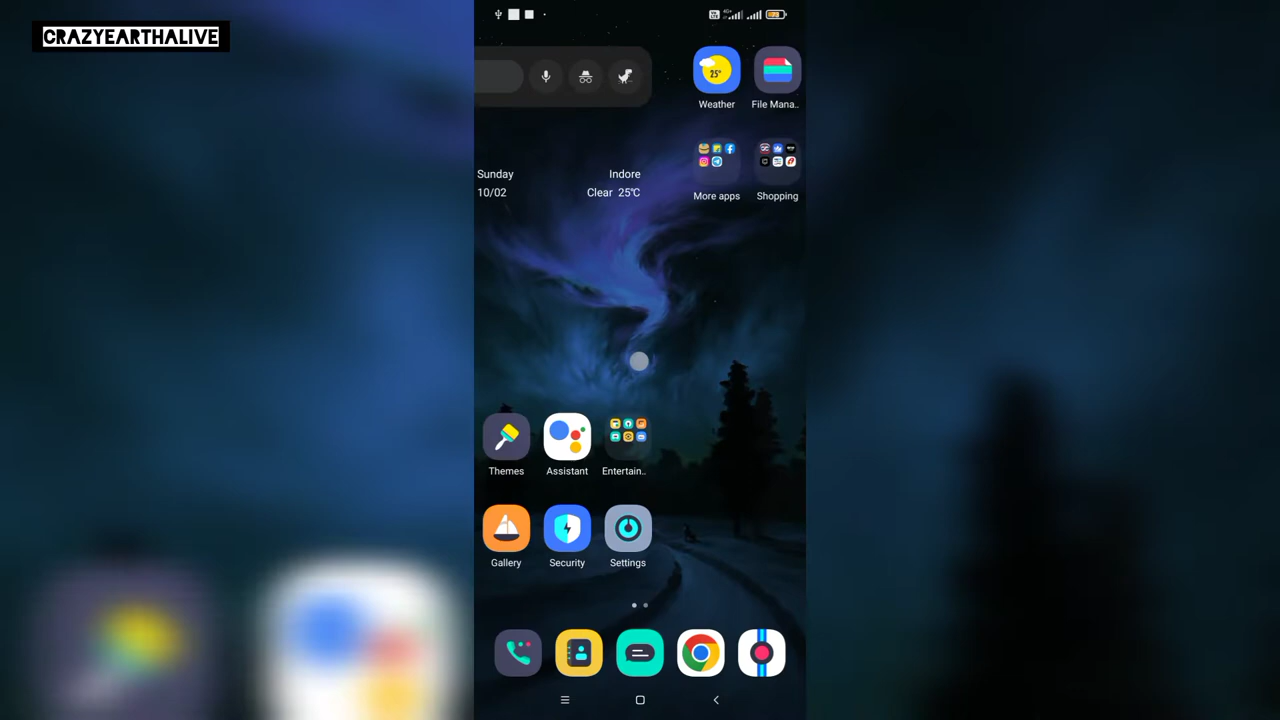 CRAZYEARTHALIVE
25°
Weather
File Mana..
Sunday
Indore
10/02
Clear 25℃
More apps
Shopping
Themes
Assistant
Entertain..
Gallery
Security
Settings